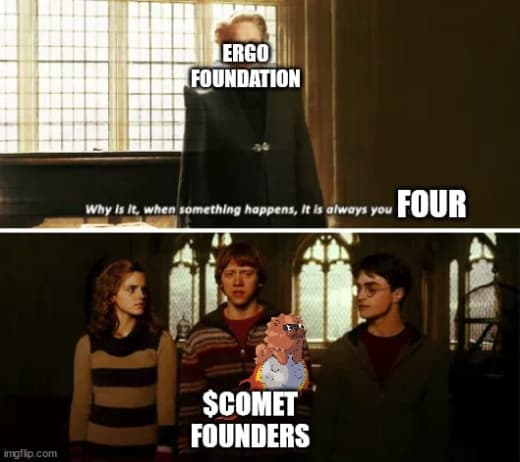 ERGO
FOUNDATION
Why is it, when something happens, it is always you FOUR
$COMET
FOUNDERS
imgflip.com